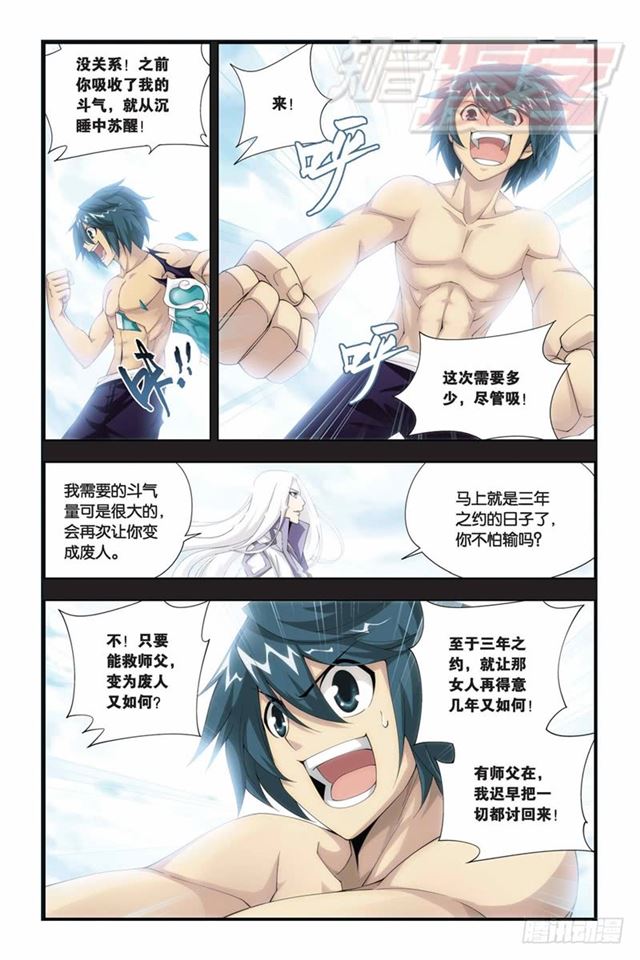 没关系！之前
你吸收了我的
斗气，就从沉
睡中苏醒！
来！
呼
呼
这次需要多
少，尽管吸！
我需要的斗气
量可是很大的，
会再次让你变
成废人。
马上就是三年
之约的日子了，
你不怕输吗？
不！只要
能救师父，
变为废人
又如何？
至于三年之
约，就让那
女人再得意
几年又如何！
有师父在，
我迟早把一
切都讨回来！
知音漫客
腾讯动漫